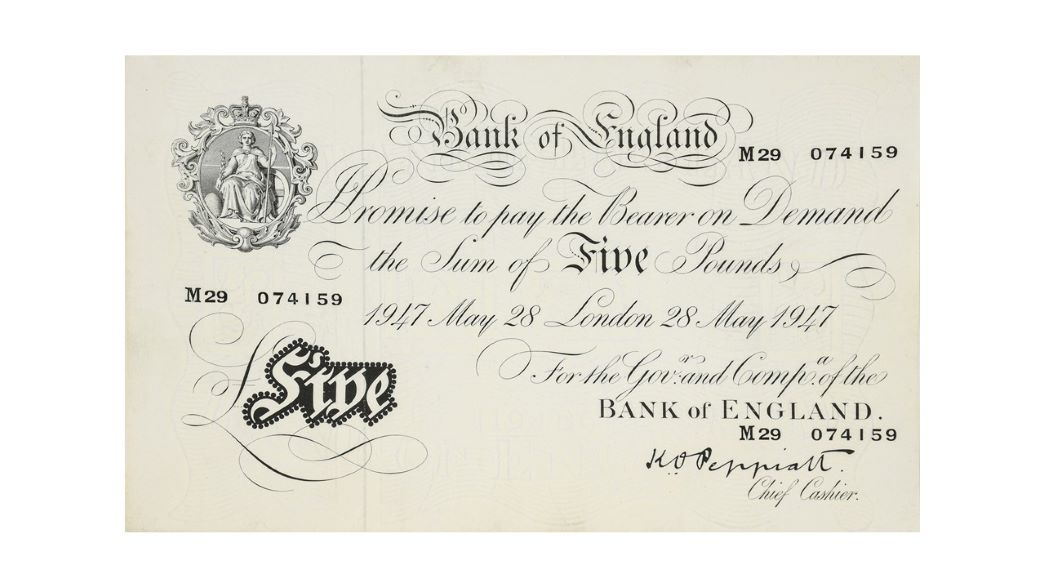 Bank of England
M29 074159
I Promise to pay the Bearer on Demand
the Sum of Five Pounds
M29 074159
1947 May 28 London 28 May 1947
£Five
For the Govr. and Compa. of the
BANK of ENGLAND.
M29 074159
K O Peppiatt.
Chief Cashier.